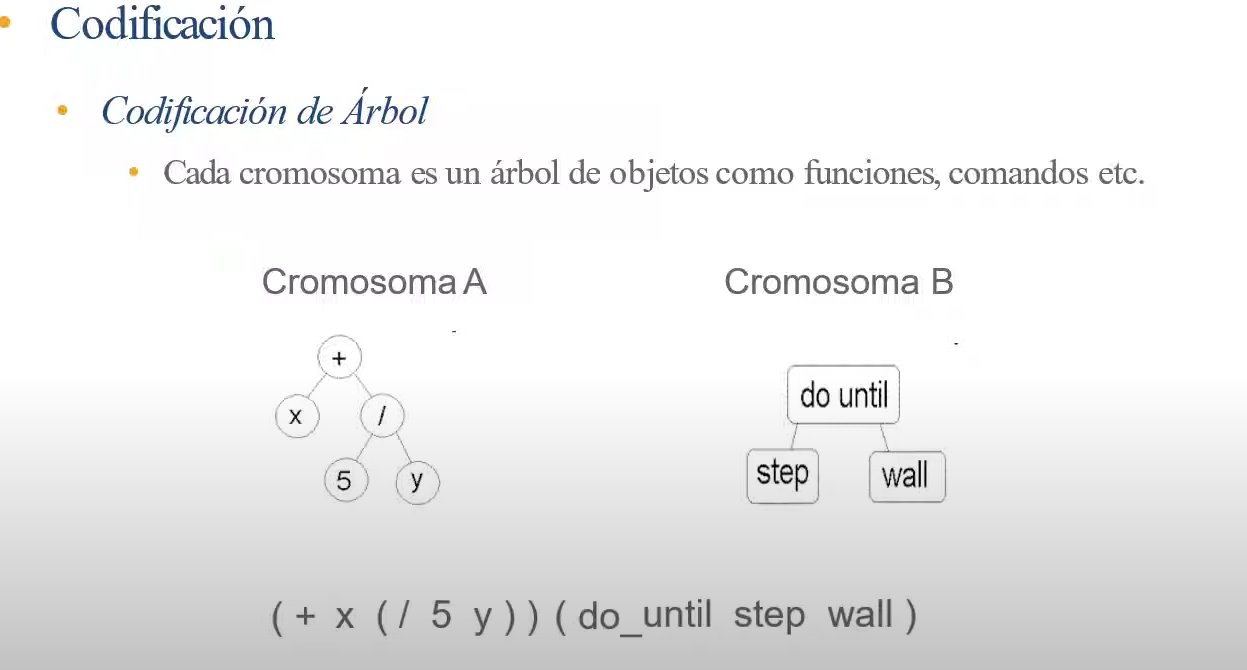 Codificación
Codificación de Árbol
Cada cromosoma es un árbol de objetos como funciones, comandos etc.
Cromosoma A
Cromosoma B
+
x
/
5
y
do until
step
wall
( + x ( / 5 y ) ) ( do_until step wall )